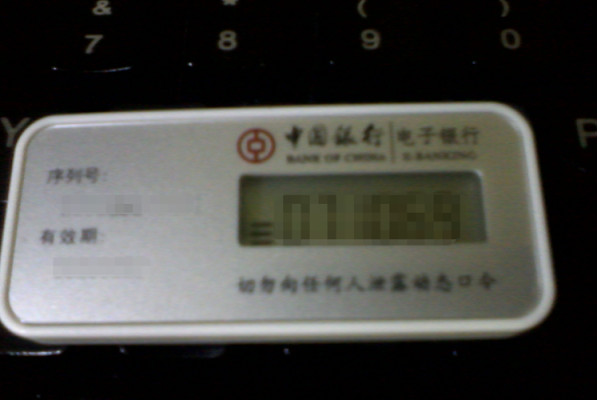 & * ( )
7 8 9 0
Y P
中国银行 电子银行
BANK OF CHINA E-BANKING
序列号:
有效期:
切勿向任何人泄露动态口令